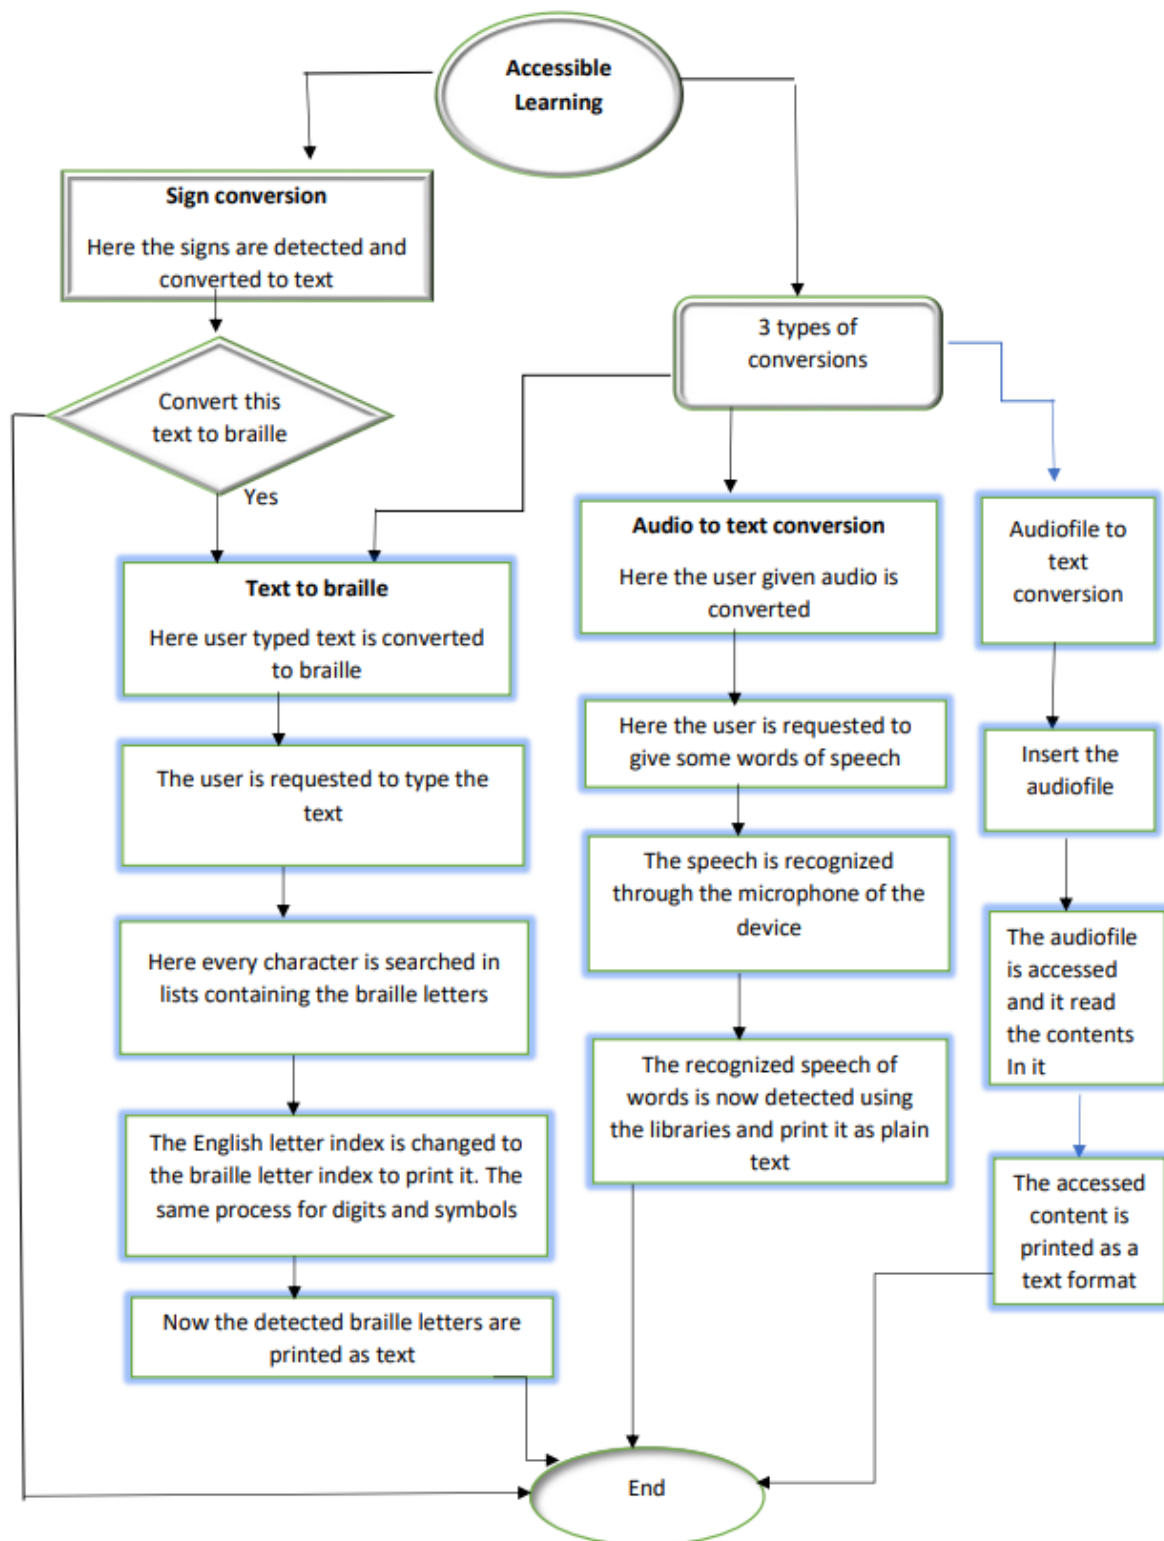 Accessible
Learning
Sign conversion
Here the signs are detected and
converted to text
3 types of
conversions
Convert this
text to braille
Yes
Text to braille
Here user typed text is converted
to braille
The user is requested to type the
text
Here every character is searched in
lists containing the braille letters
The English letter index is changed to
the braille letter index to print it. The
same process for digits and symbols
Now the detected braille letters are
printed as text
Audio to text conversion
Here the user given audio is
converted
Here the user is requested to
give some words of speech
The speech is recognized
through the microphone of the
device
The recognized speech of
words is now detected using
the libraries and print it as plain
text
Audiofile to
text
conversion
Insert the
audiofile
The audiofile
is accessed
and it read
the contents
In it
The accessed
content is
printed as a
text format
End